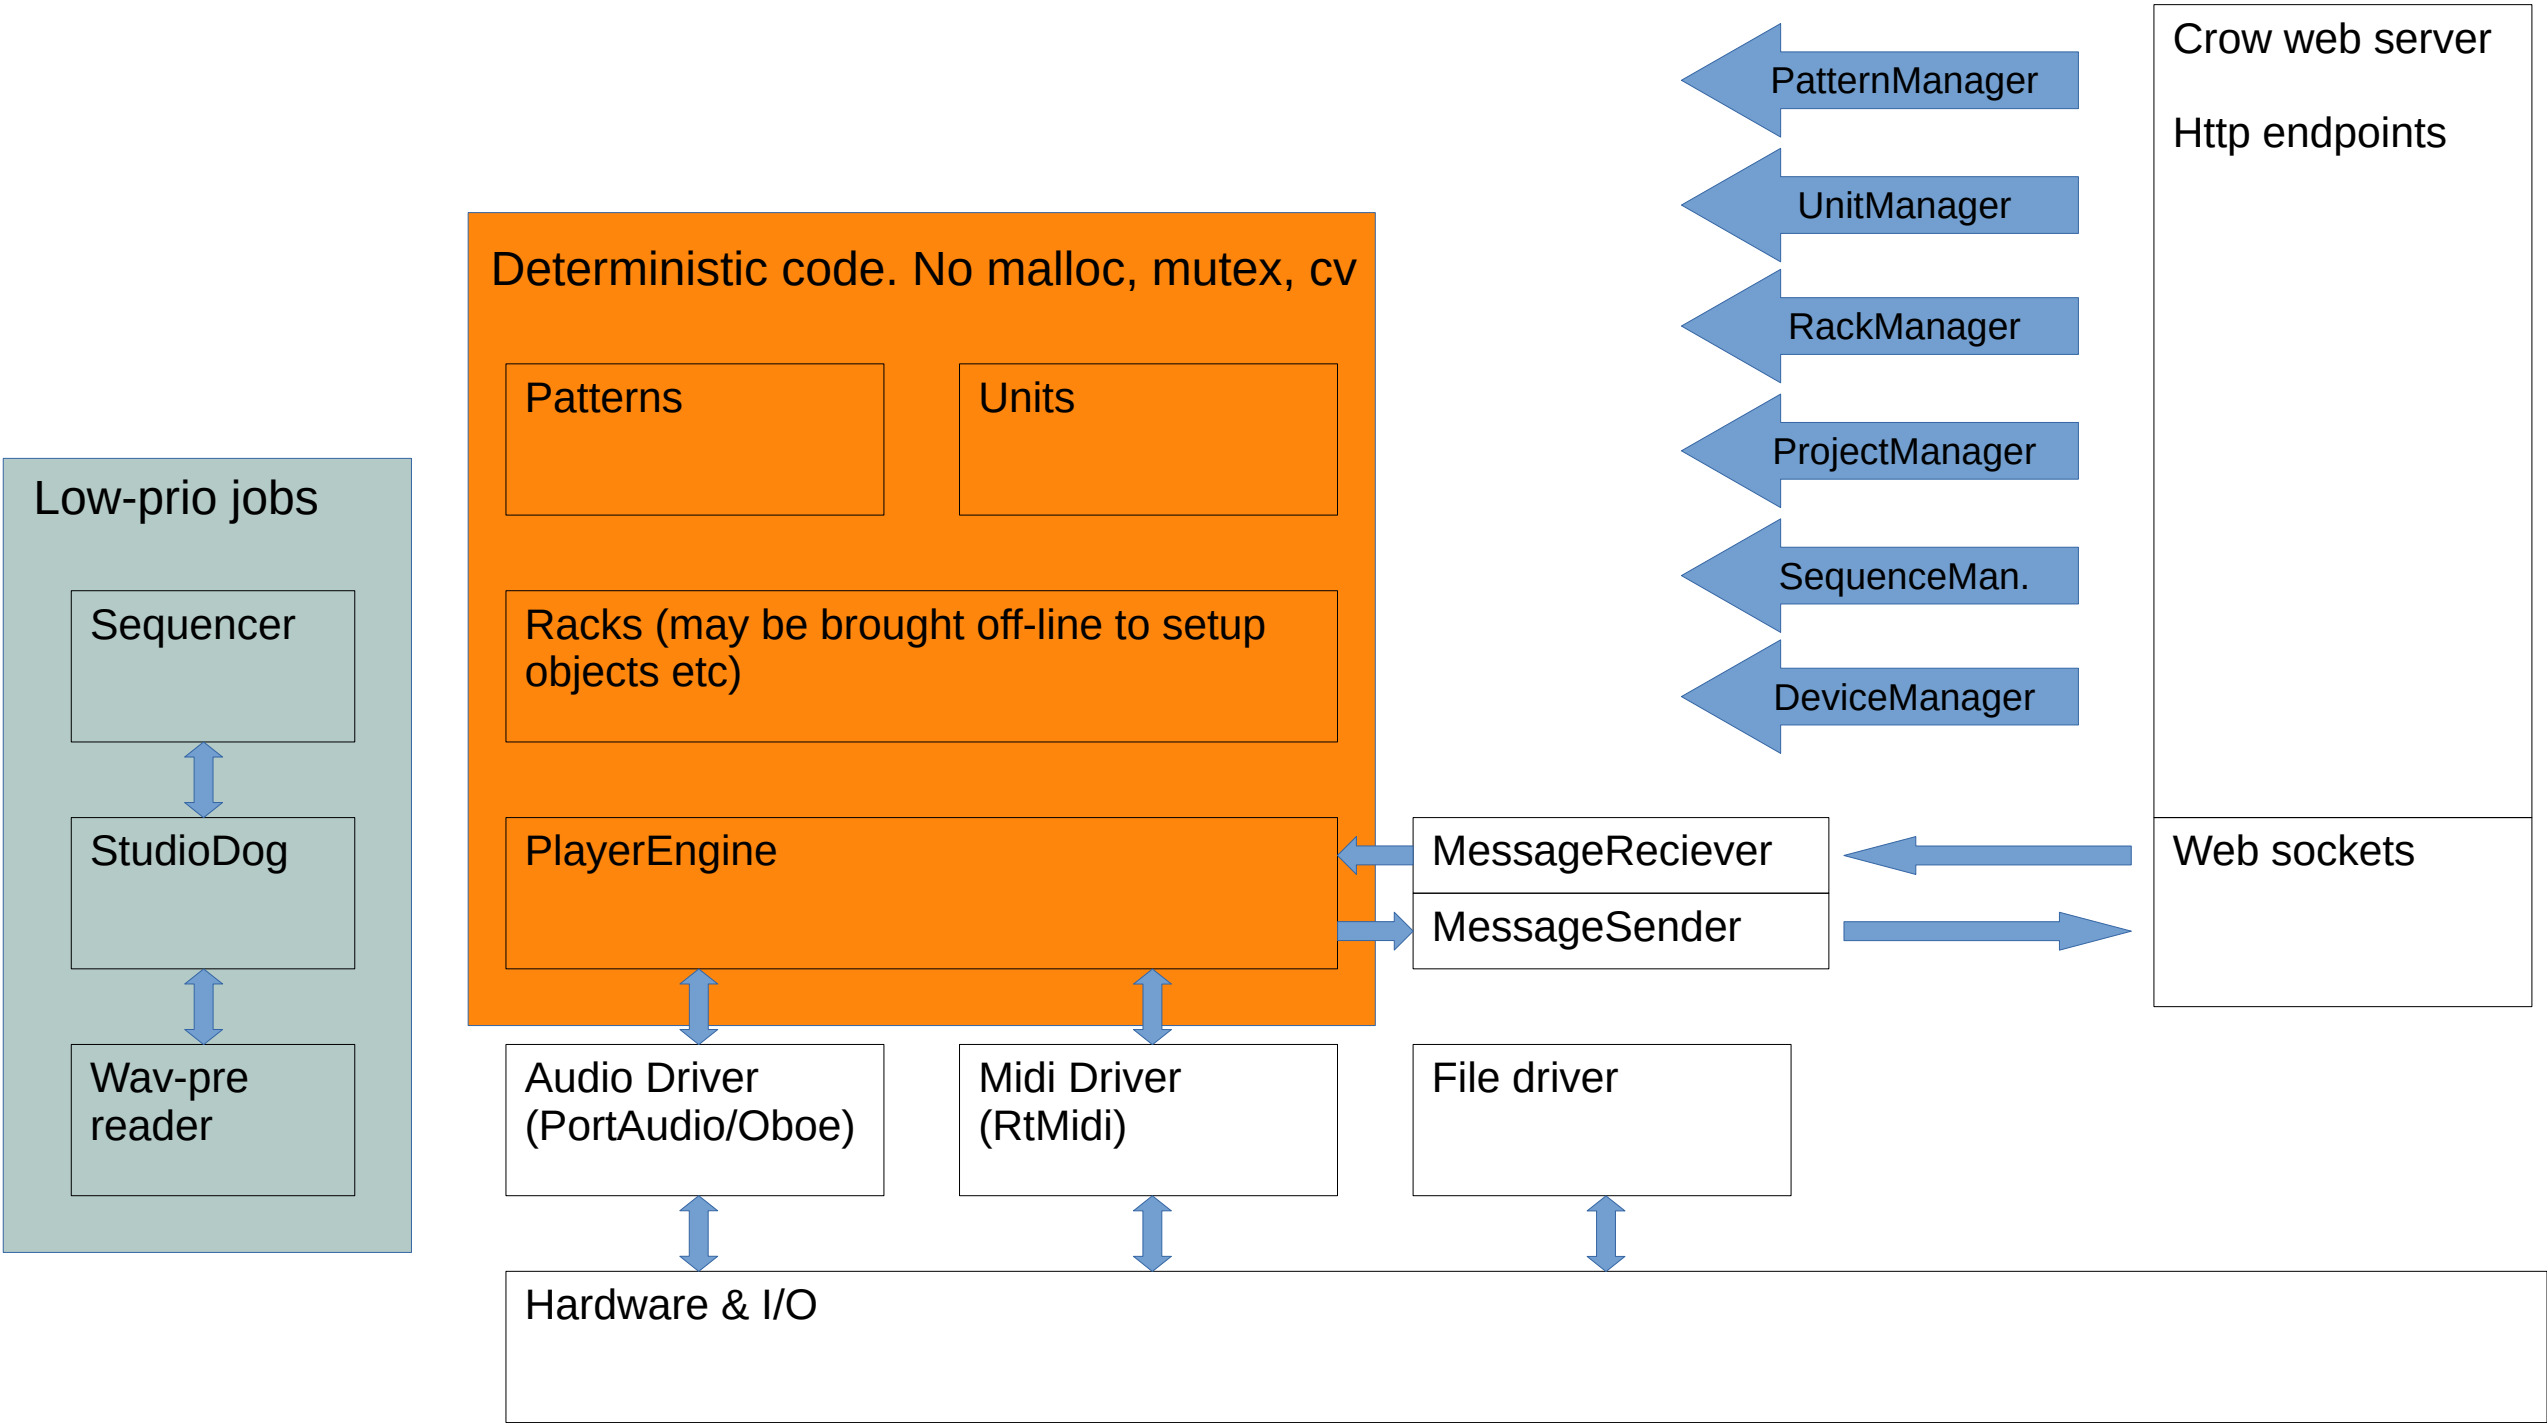 Crow web server
Http endpoints
PatternManager
UnitManager
RackManager
ProjectManager
SequenceMan.
DeviceManager
Deterministic code. No malloc, mutex, cv
Patterns
Units
Racks (may be brought off-line to setup
objects etc)
PlayerEngine
MessageReciever
MessageSender
Web sockets
Low-prio jobs
Sequencer
StudioDog
Wav-pre
reader
Audio Driver
(PortAudio/Oboe)
Midi Driver
(RtMidi)
File driver
Hardware & I/O